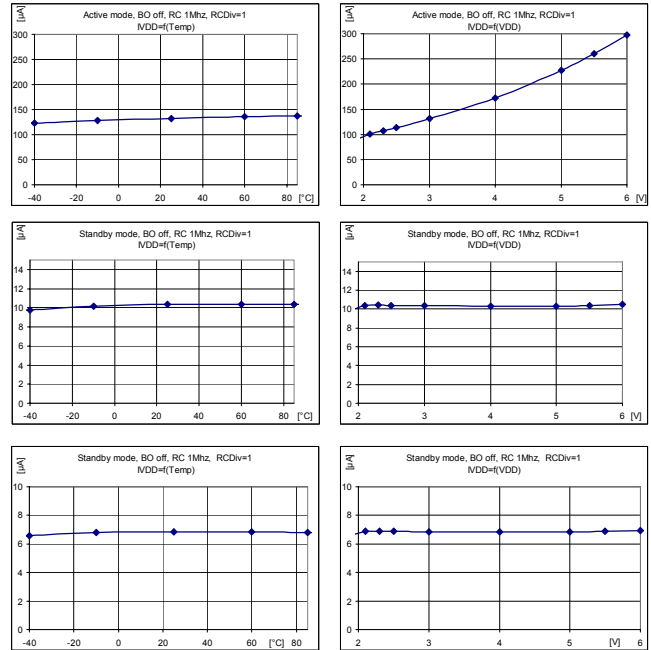 [µA]
Active mode, BO off, RC 1Mhz, RCDiv=1
IVDD=f(Temp)
300
250
200
150
100
50
0
-40 -20 0 20 40 60 80 [°C]
[µA]
Active mode, BO off, RC 1Mhz, RCDiv=1
IVDD=f(VDD)
300
250
200
150
100
50
0
2 3 4 5 6 [V]
[µA]
Standby mode, BO off, RC 1Mhz, RCDiv=1
IVDD=f(Temp)
14
12
10
8
6
4
2
0
-40 -20 0 20 40 60 80 [°C]
[µA]
Standby mode, BO off, RC 1Mhz, RCDiv=1
IVDD=f(VDD)
14
12
10
8
6
4
2
0
2 3 4 5 6 [V]
[µA]
Standby mode, BO off, RC 1Mhz, RCDiv=1
IVDD=f(Temp)
10
8
6
4
2
0
-40 -20 0 20 40 60 [°C] 80
[µA]
Standby mode, BO off, RC 1Mhz, RCDiv=1
IVDD=f(VDD)
10
8
6
4
2
0
2 3 4 5 [V] 6